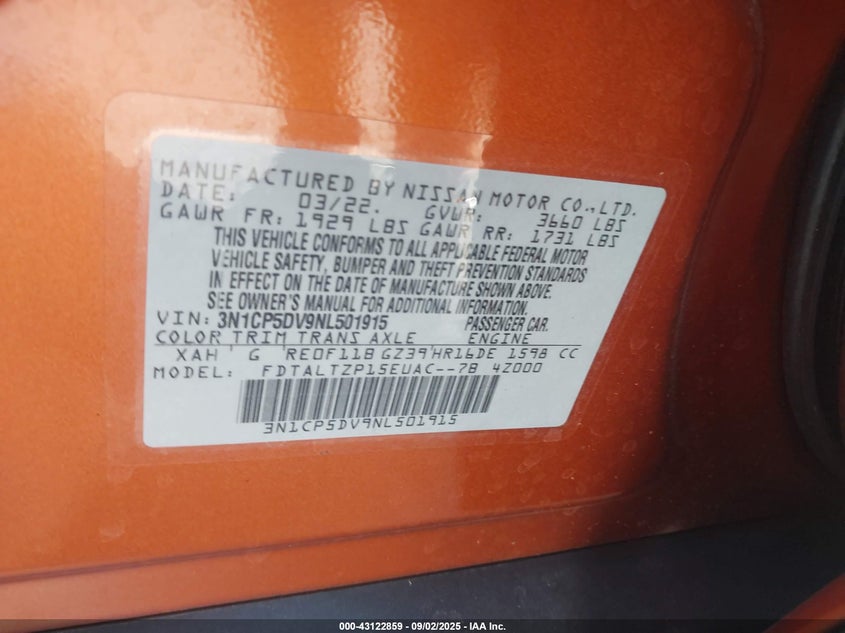 MANUFACTURED BY NISSAN MOTOR CO.,LTD.
DATE: 03/22. GVWR: 3660 LBS
GAWR FR: 1929 LBS GAWR RR: 1731 LBS
THIS VEHICLE CONFORMS TO ALL APPLICABLE FEDERAL MOTOR
VEHICLE SAFETY, BUMPER AND THEFT PREVENTION STANDARDS
IN EFFECT ON THE DATE OF MANUFACTURE SHOWN ABOVE.
SEE OWNER'S MANUAL FOR ADDITIONAL INFORMATION.
VIN: 3N1CP5DV9NL501915 PASSENGER CAR.
COLOR TRIM TRANS AXLE ENGINE
XAH G RE0F11B GZ39 HR16DE 1598 CC
MODEL: FDTALTZP15EUAC--7B 4Z000
3N1CP5DV9NL501915
000-43122859 - 09/02/2025 - IAA Inc.